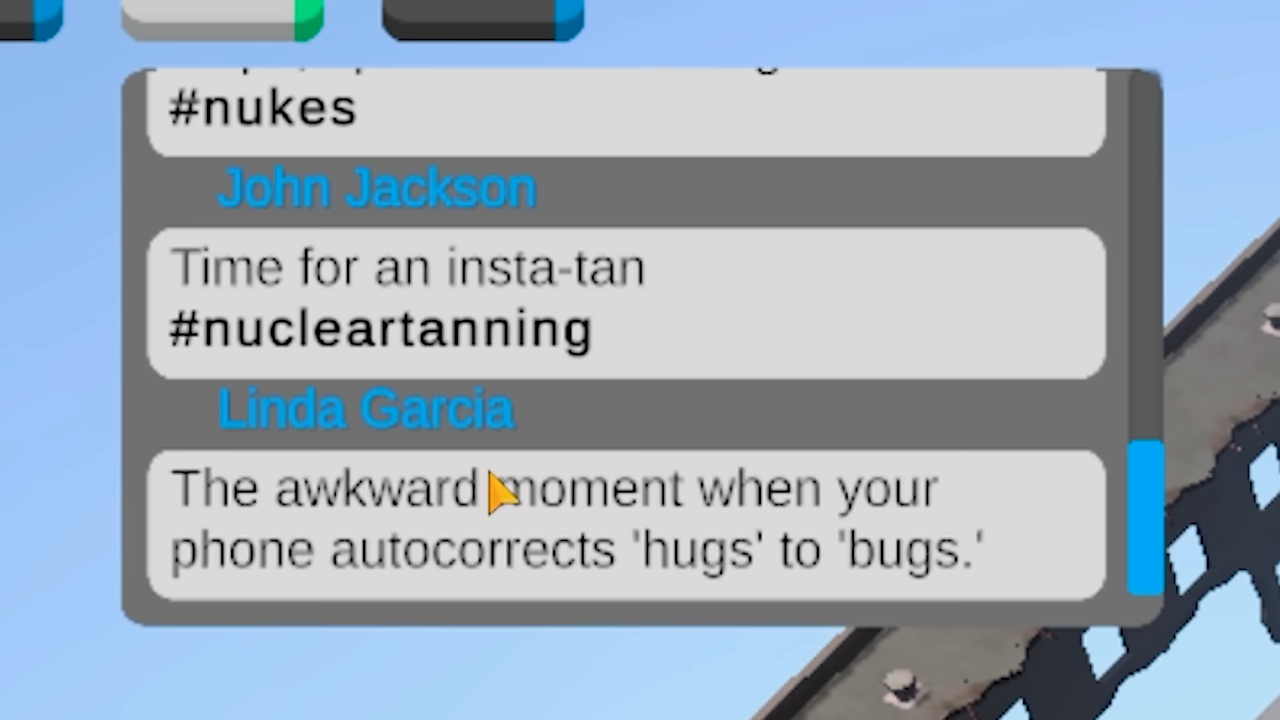 #nukes
John Jackson
Time for an insta-tan
#nucleartanning
Linda Garcia
The awkward moment when your
phone autocorrects 'hugs' to 'bugs.'